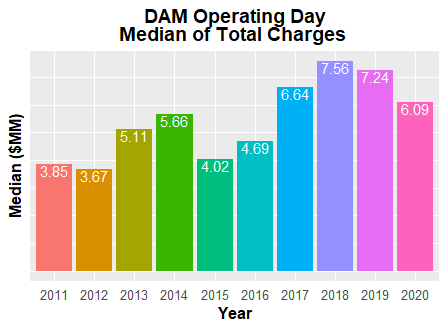 DAM Operating Day
Median of Total Charges
Median ($MM)
3.85 3.67 5.11 5.66 4.02 4.69 6.64 7.56 7.24 6.09
2011 2012 2013 2014 2015 2016 2017 2018 2019 2020
Year